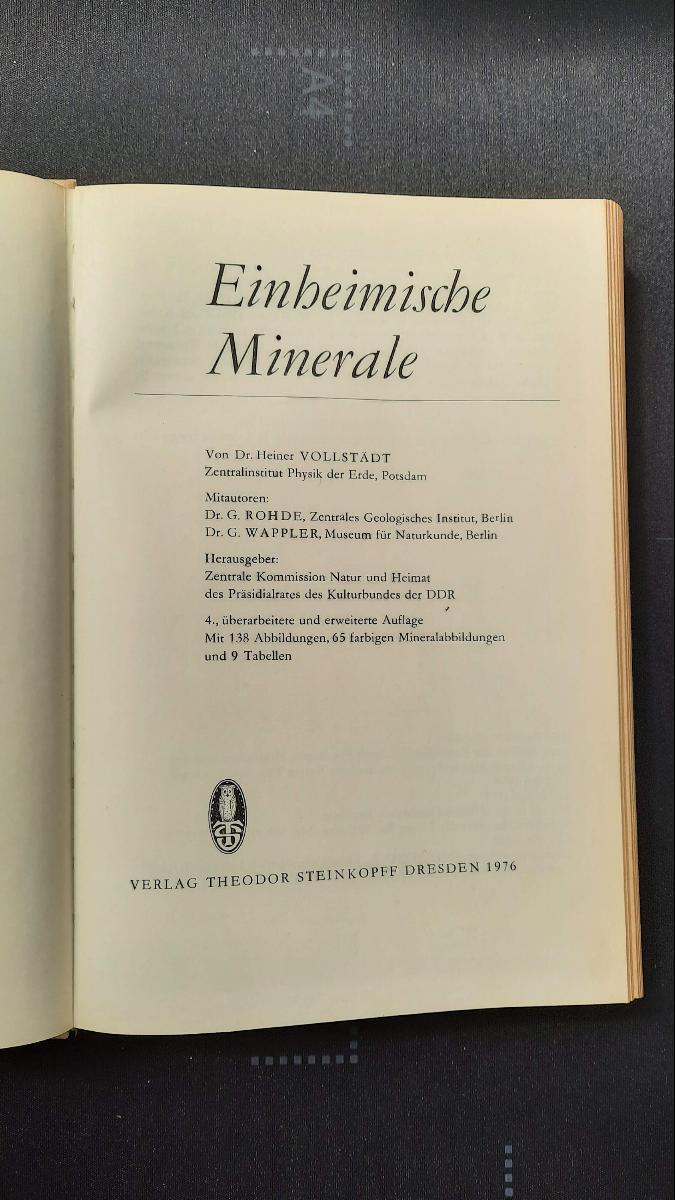 A4
Einheimische
Minerale
Von Dr. Heiner VOLLSTÄDT
Zentralinstitut Physik der Erde, Potsdam
Mitautoren:
Dr. G. ROHDE, Zentrales Geologisches Institut, Berlin
Dr. G. WAPPLER, Museum für Naturkunde, Berlin
Herausgeber:
Zentrale Kommission Natur und Heimat
des Präsidialrates des Kulturbundes der DDR
4., überarbeitete und erweiterte Auflage
Mit 138 Abbildungen, 65 farbigen Mineralabbildungen
und 9 Tabellen
VERLAG THEODOR STEINKOPFF DRESDEN 1976